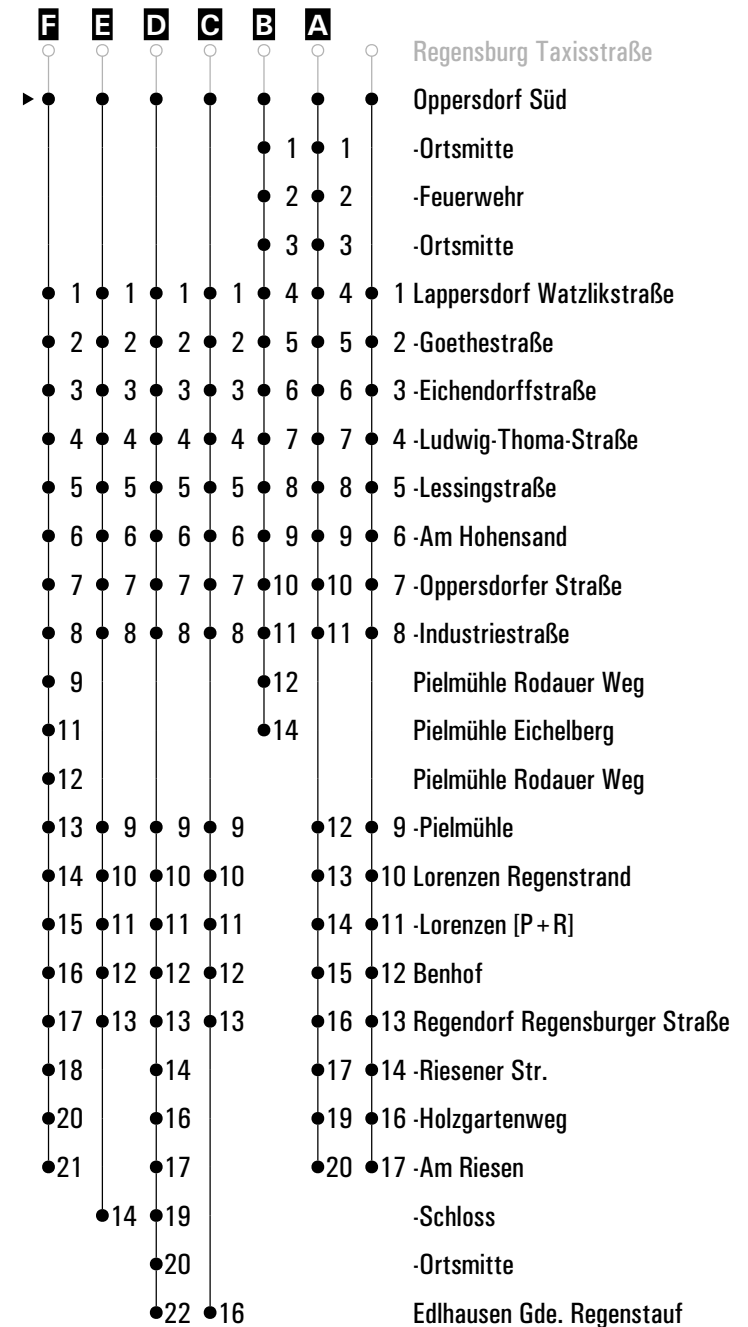 F E D C B A
Regensburg Taxisstraße
Oppersdorf Süd
1 1 -Ortsmitte
2 2 -Feuerwehr
3 3 -Ortsmitte
1 1 1 1 4 4 1 Lappersdorf Watzlikstraße
2 2 2 2 5 5 2 -Goethestraße
3 3 3 3 6 6 3 -Eichendorffstraße
4 4 4 4 7 7 4 -Ludwig-Thoma-Straße
5 5 5 5 8 8 5 -Lessingstraße
6 6 6 6 9 9 6 -Am Hohensand
7 7 7 7 10 10 7 -Oppersdorfer Straße
8 8 8 8 11 11 8 -Industriestraße
9 12 Pielmühle Rodauer Weg
11 14 Pielmühle Eichelberg
12 Pielmühle Rodauer Weg
13 9 9 9 12 9 -Pielmühle
14 10 10 10 13 10 Lorenzen Regenstrand
15 11 11 11 14 11 -Lorenzen [P+R]
16 12 12 12 15 12 Benhof
17 13 13 13 16 13 Regendorf Regensburger Straße
18 14 17 14 -Riesener Str.
20 16 19 16 -Holzgartenweg
21 17 20 17 -Am Riesen
14 19 -Schloss
20 -Ortsmitte
22 16 Edlhausen Gde. Regenstauf